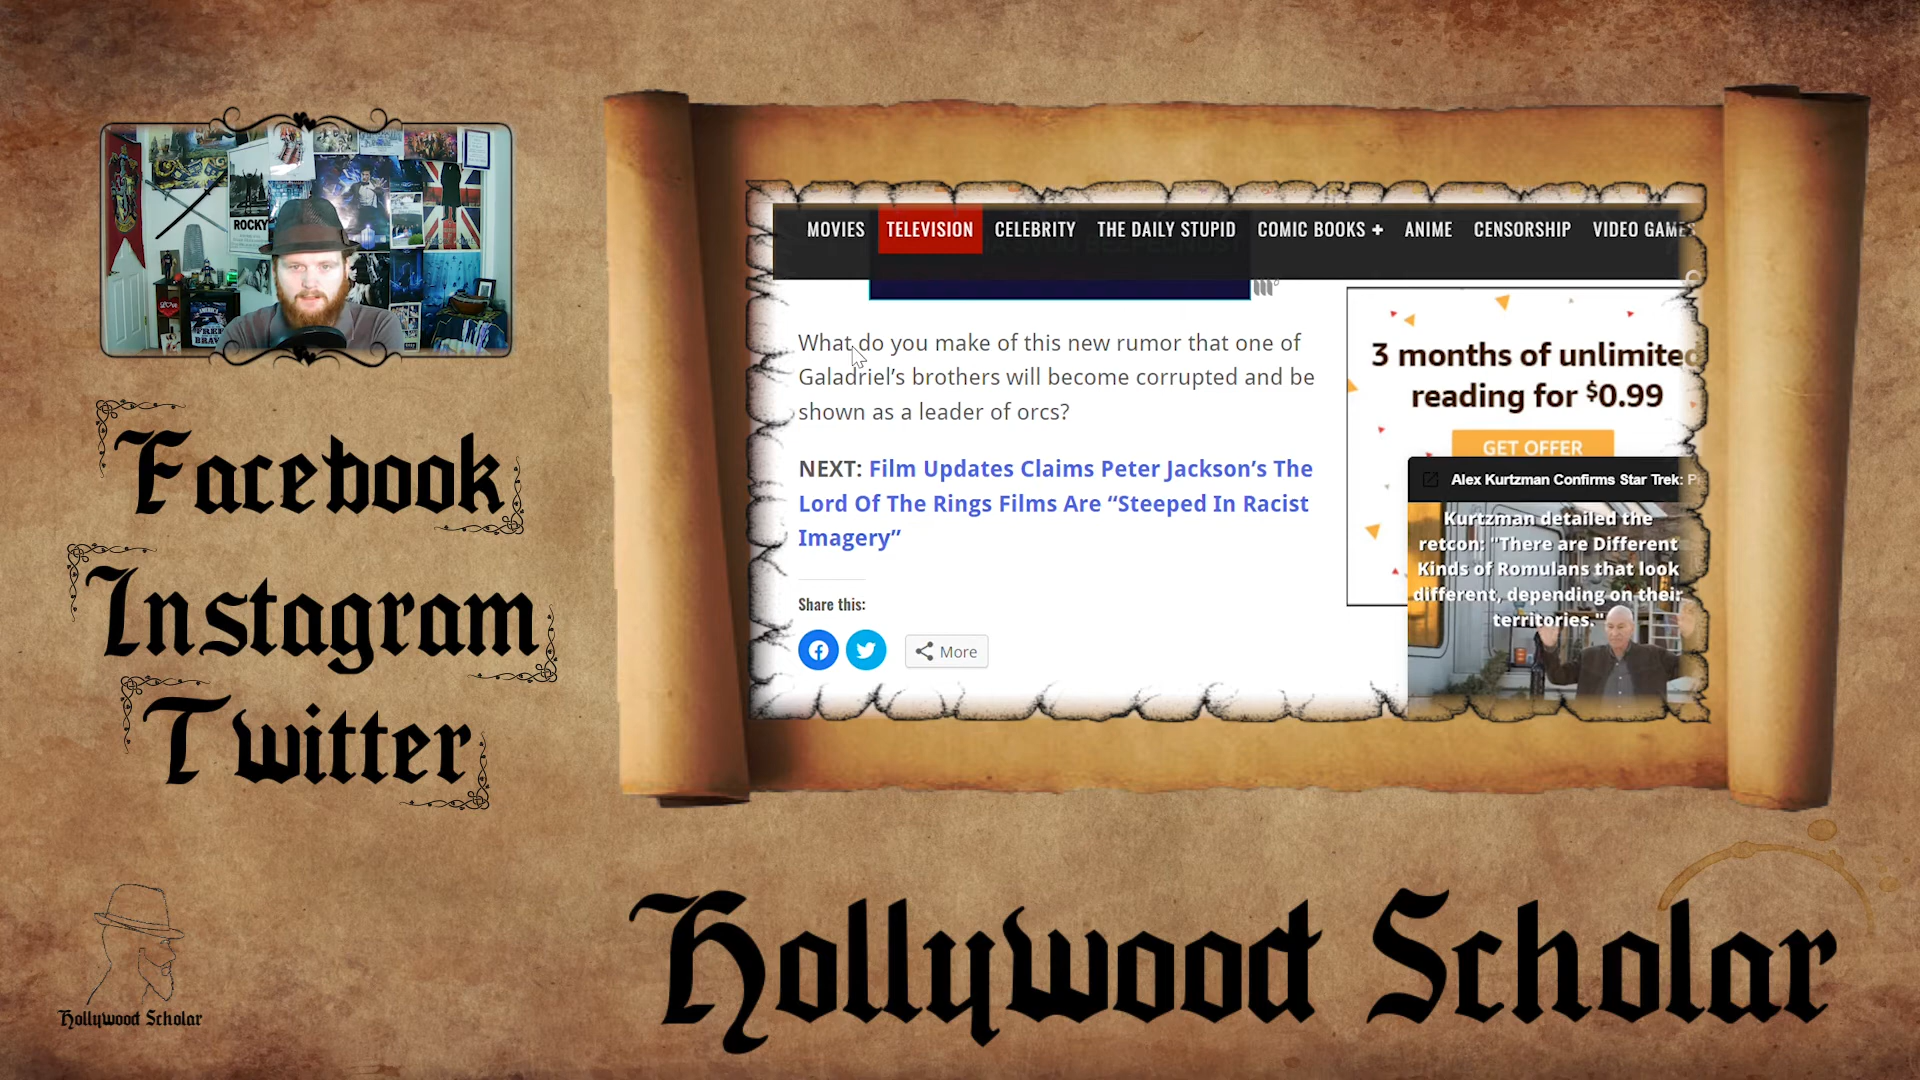 ROCKY
Facebook
Instagram
Twitter
Hollywood Scholar
MOVIES TELEVISION CELEBRITY THE DAILY STUPID COMIC BOOKS + ANIME CENSORSHIP VIDEO GAMES
What do you make of this new rumor that one of
Galadriel’s brothers will become corrupted and be
shown as a leader of orcs?
NEXT: Film Updates Claims Peter Jackson’s The
Lord Of The Rings Films Are “Steeped In Racist
Imagery”
Share this:
More
3 months of unlimited
reading for $0.99
GET OFFER
Alex Kurtzman Confirms Star Trek:
Kurtzman detailed the
retcon: "There are Different
Kinds of Romulans that look
different, depending on their
territories."
Hollywood Scholar